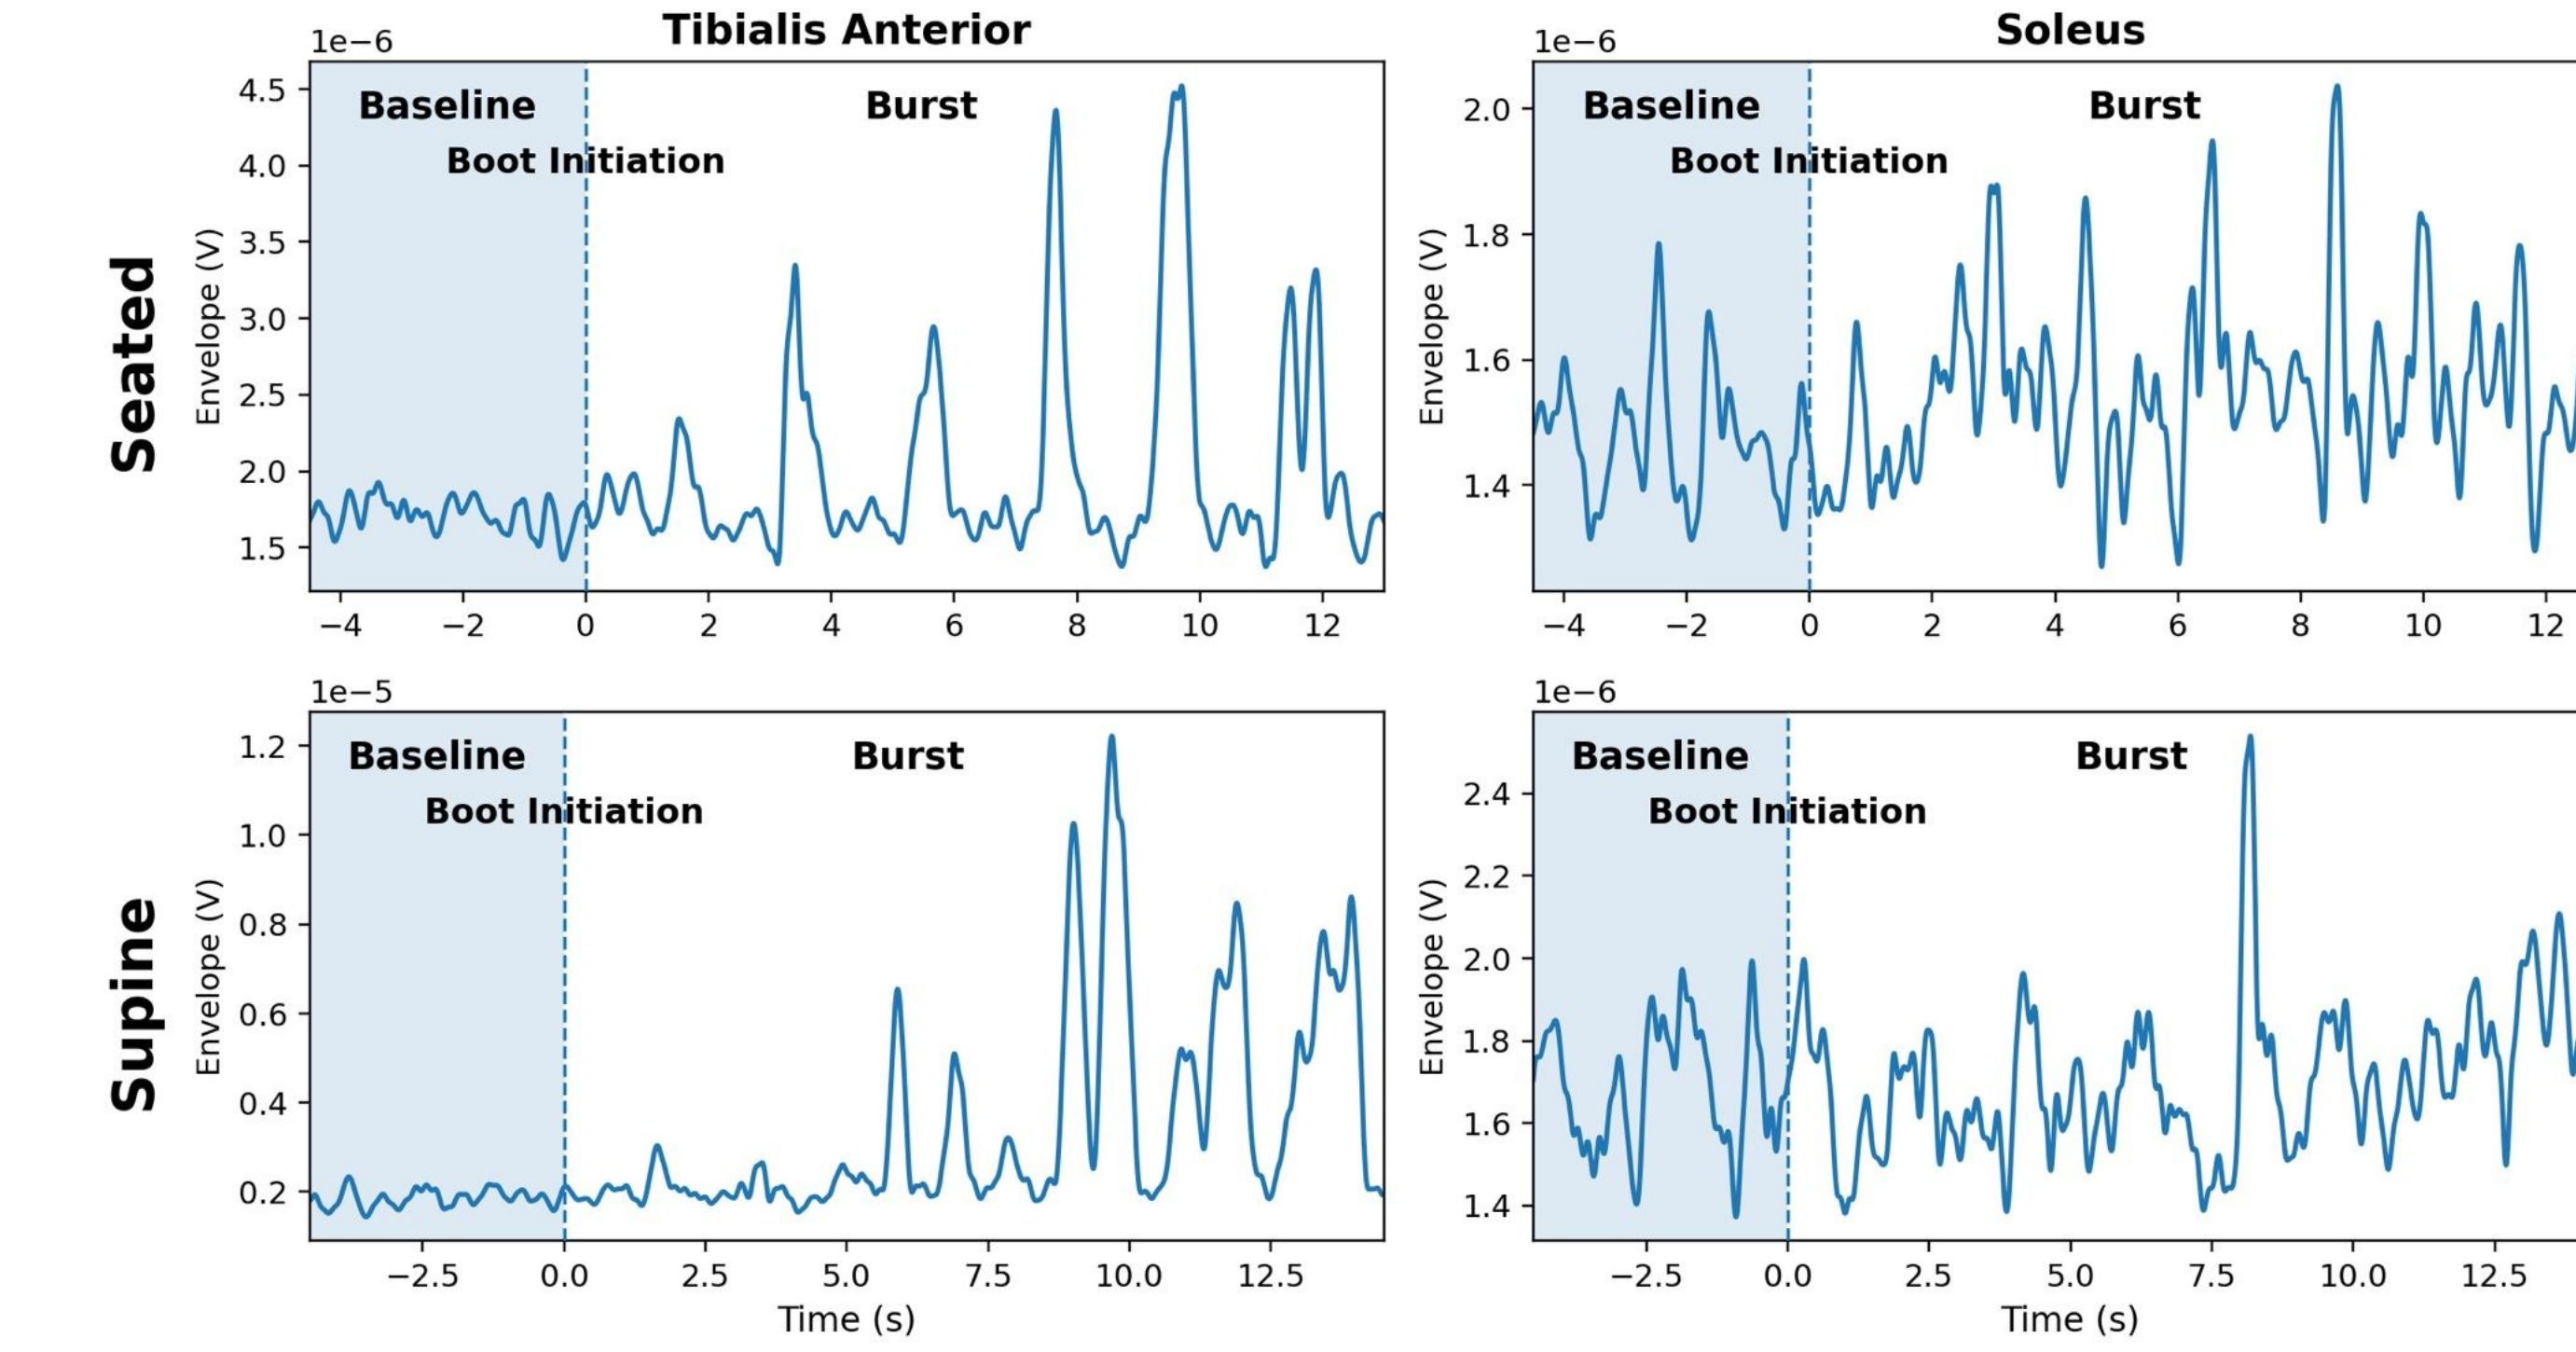 Tibialis Anterior
Soleus
Seated
1e−6
Envelope (V)
4.5
4.0
3.5
3.0
2.5
2.0
1.5
Baseline
Burst
Boot Initiation
−4 −2 0 2 4 6 8 10 12
1e−6
Envelope (V)
2.0
1.8
1.6
1.4
Baseline
Burst
Boot Initiation
−4 −2 0 2 4 6 8 10 12
Supine
1e−5
Envelope (V)
1.2
1.0
0.8
0.6
0.4
0.2
Baseline
Burst
Boot Initiation
−2.5 0.0 2.5 5.0 7.5 10.0 12.5
Time (s)
1e−6
Envelope (V)
2.4
2.2
2.0
1.8
1.6
1.4
Baseline
Burst
Boot Initiation
−2.5 0.0 2.5 5.0 7.5 10.0 12.5
Time (s)